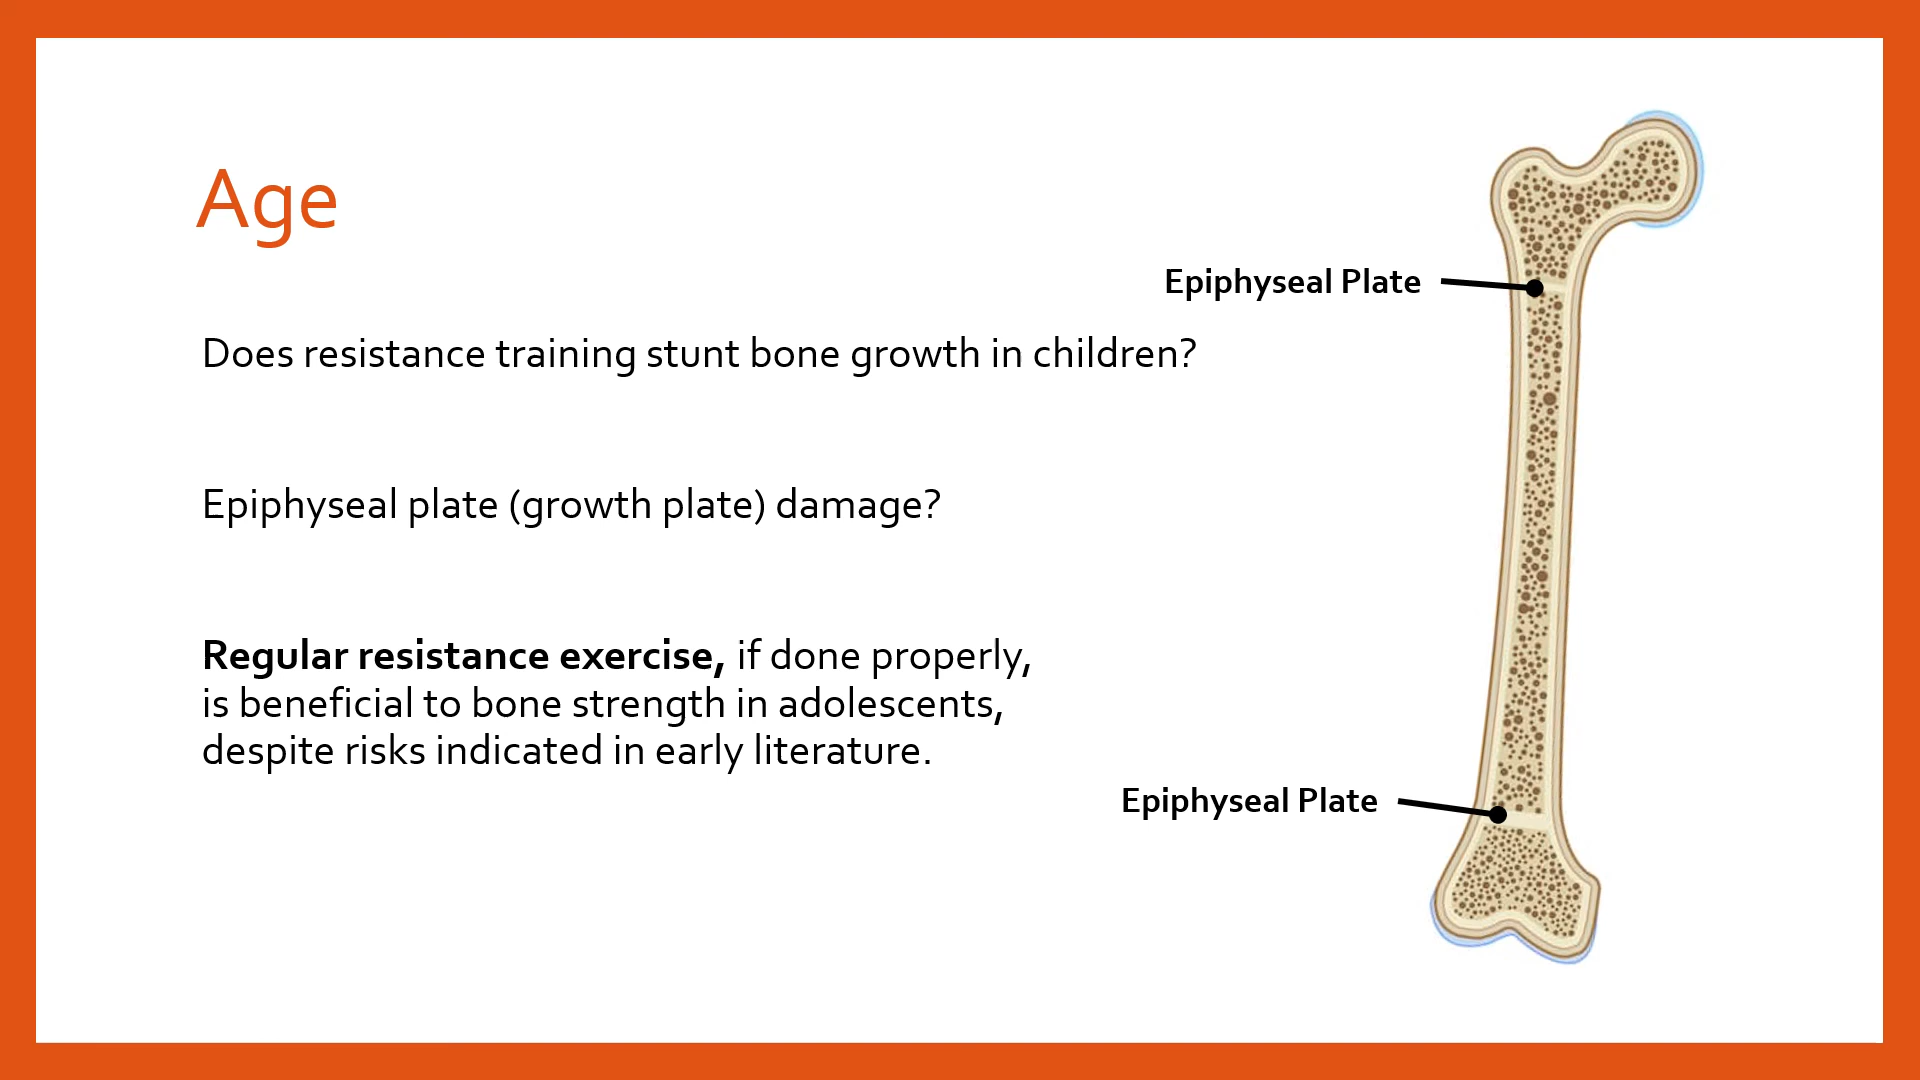 Age
Epiphyseal Plate
Does resistance training stunt bone growth in children?
Epiphyseal plate (growth plate) damage?
Regular resistance exercise, if done properly,
is beneficial to bone strength in adolescents,
despite risks indicated in early literature.
Epiphyseal Plate